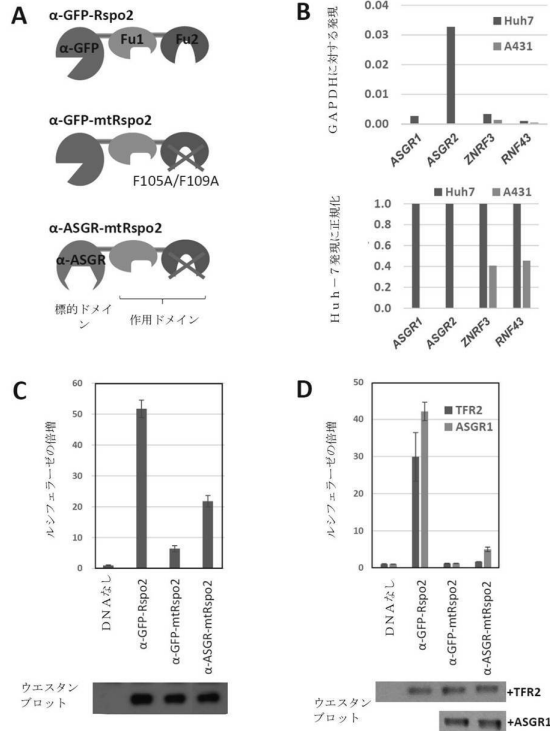 A
α-GFP-Rspo2
α-GFP
Fu1
Fu2
α-GFP-mtRspo2
F105A/F109A
α-ASGR-mtRspo2
α-ASGR
標的ドメイ
ン
作用ドメイン
B
GAPDHに対する発現
0.04
0.03
0.02
0.01
0.00
Huh7
A431
ASGR1
ASGR2
ZNRF3
RNF43
Huh-7発現に正規化
1.0
0.8
0.6
0.4
0.2
0.0
Huh7
A431
ASGR1
ASGR2
ZNRF3
RNF43
C
ルシフェラーゼの倍増
60
50
40
30
20
10
0
DNAなし
α-GFP-Rspo2
α-GFP-mtRspo2
α-ASGR-mtRspo2
ウエスタン
ブロット
D
ルシフェラーゼの倍増
50
40
30
20
10
0
TFR2
ASGR1
DNAなし
α-GFP-Rspo2
α-GFP-mtRspo2
α-ASGR-mtRspo2
ウエスタン
ブロット
+TFR2
+ASGR1